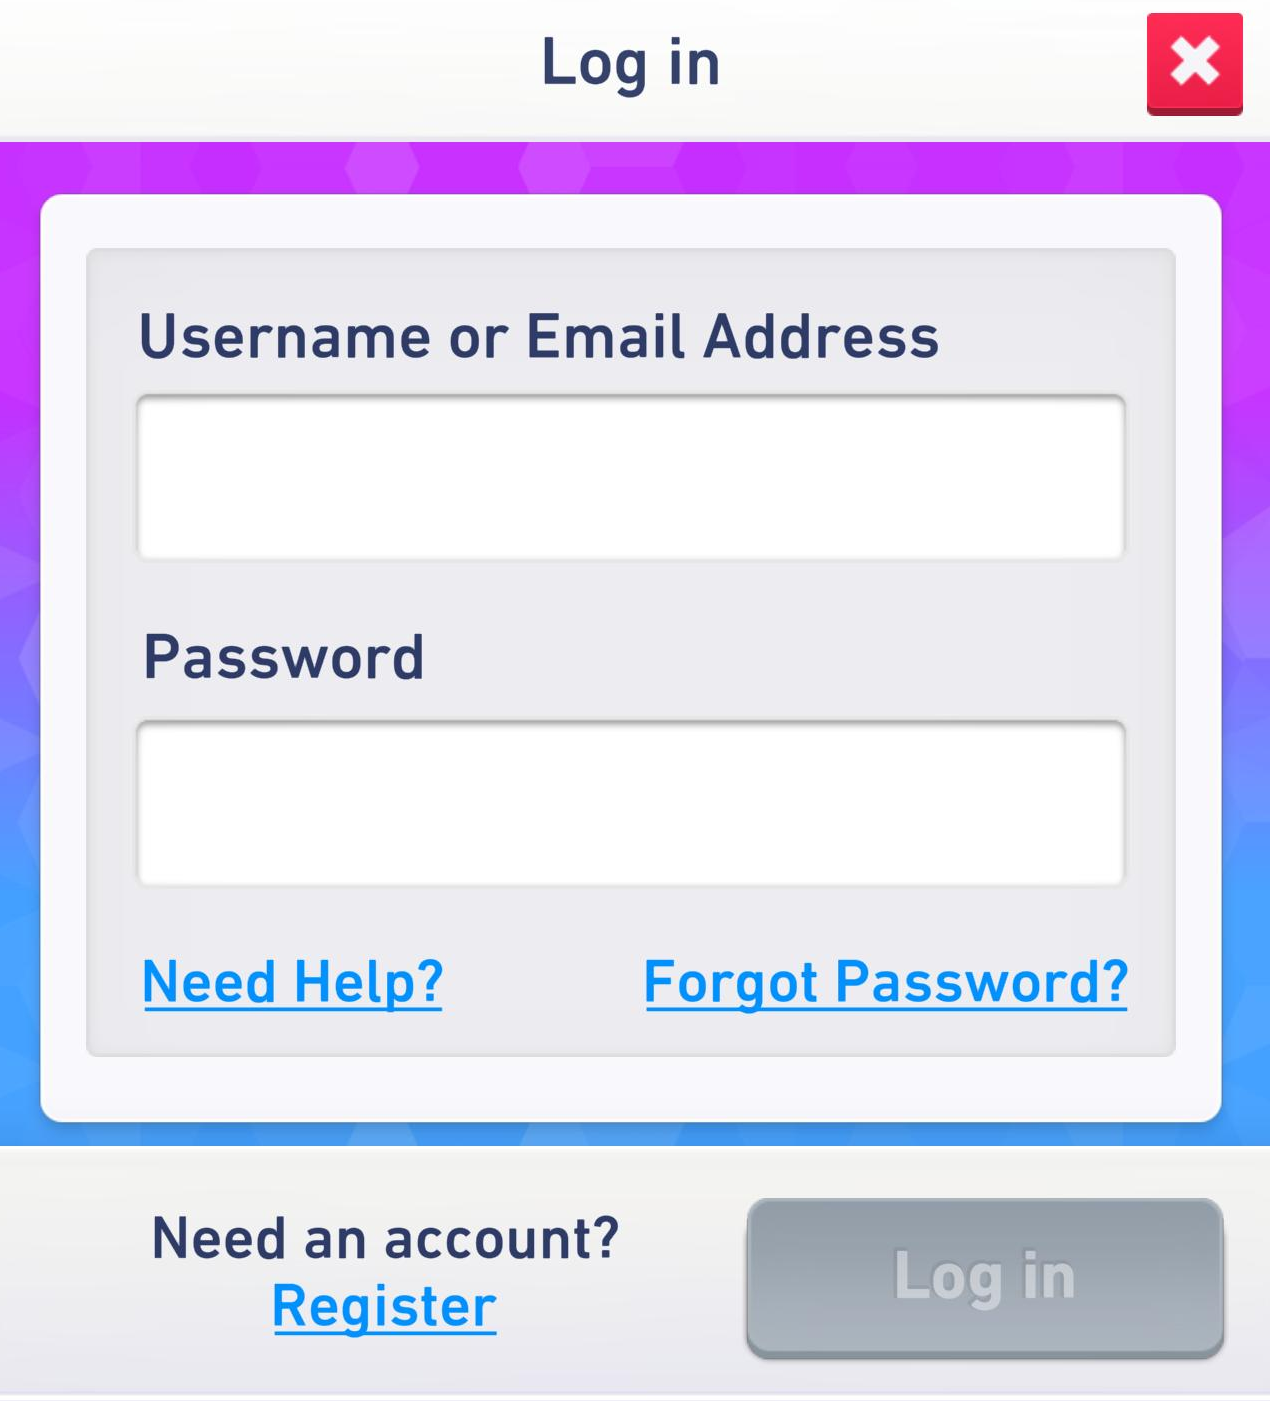 Log in
Username or Email Address
Password
Need Help?
Forgot Password?
Need an account?
Register
Log in